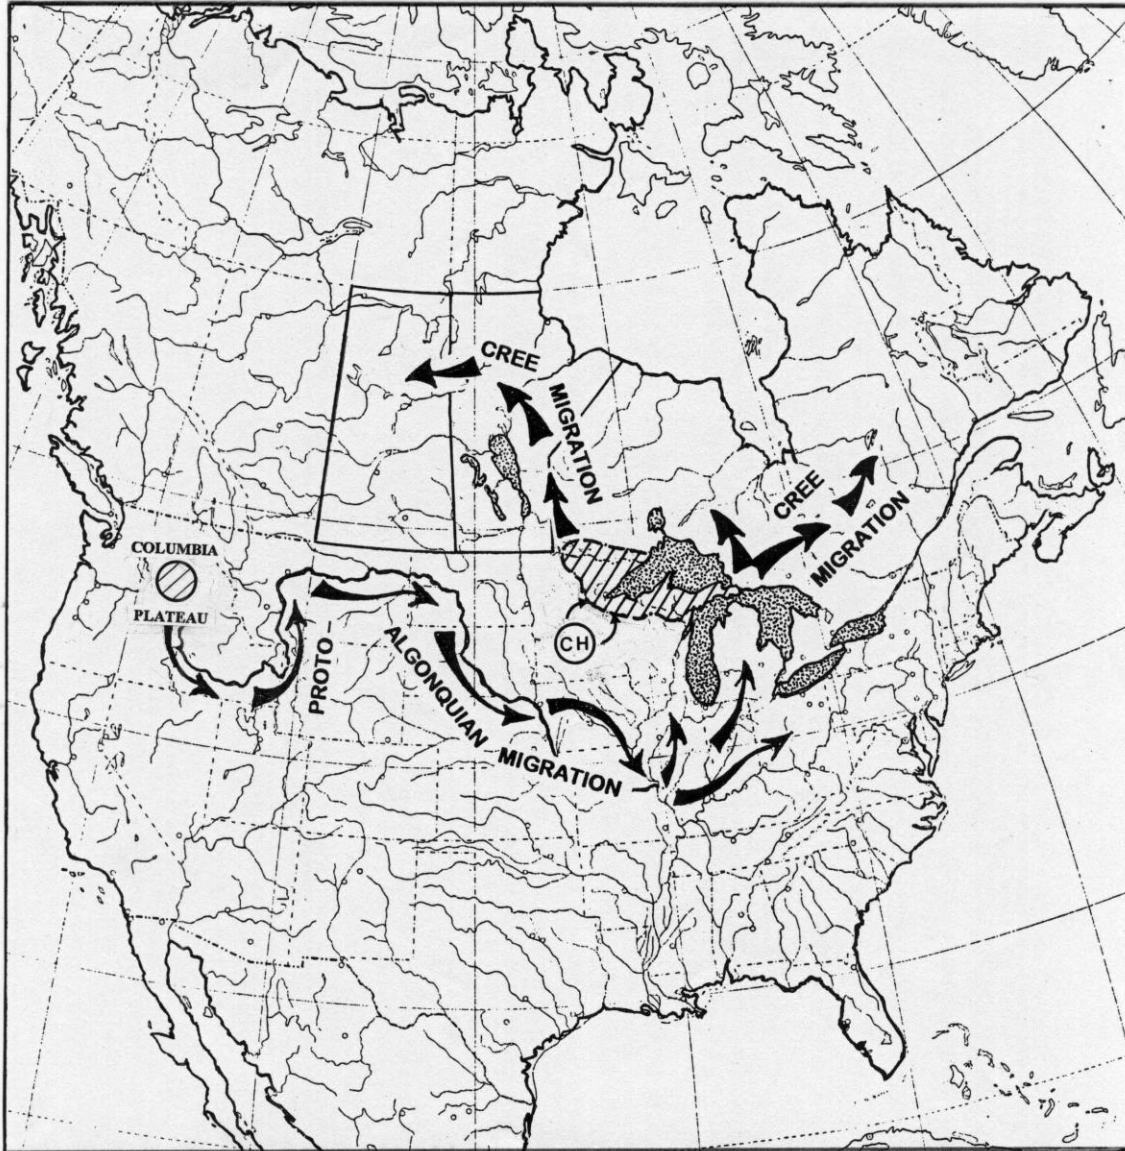 CREE
MIGRATION
CREE
MIGRATION
COLUMBIA
PLATEAU
CH
PROTO –
ALGONQUIAN
MIGRATION